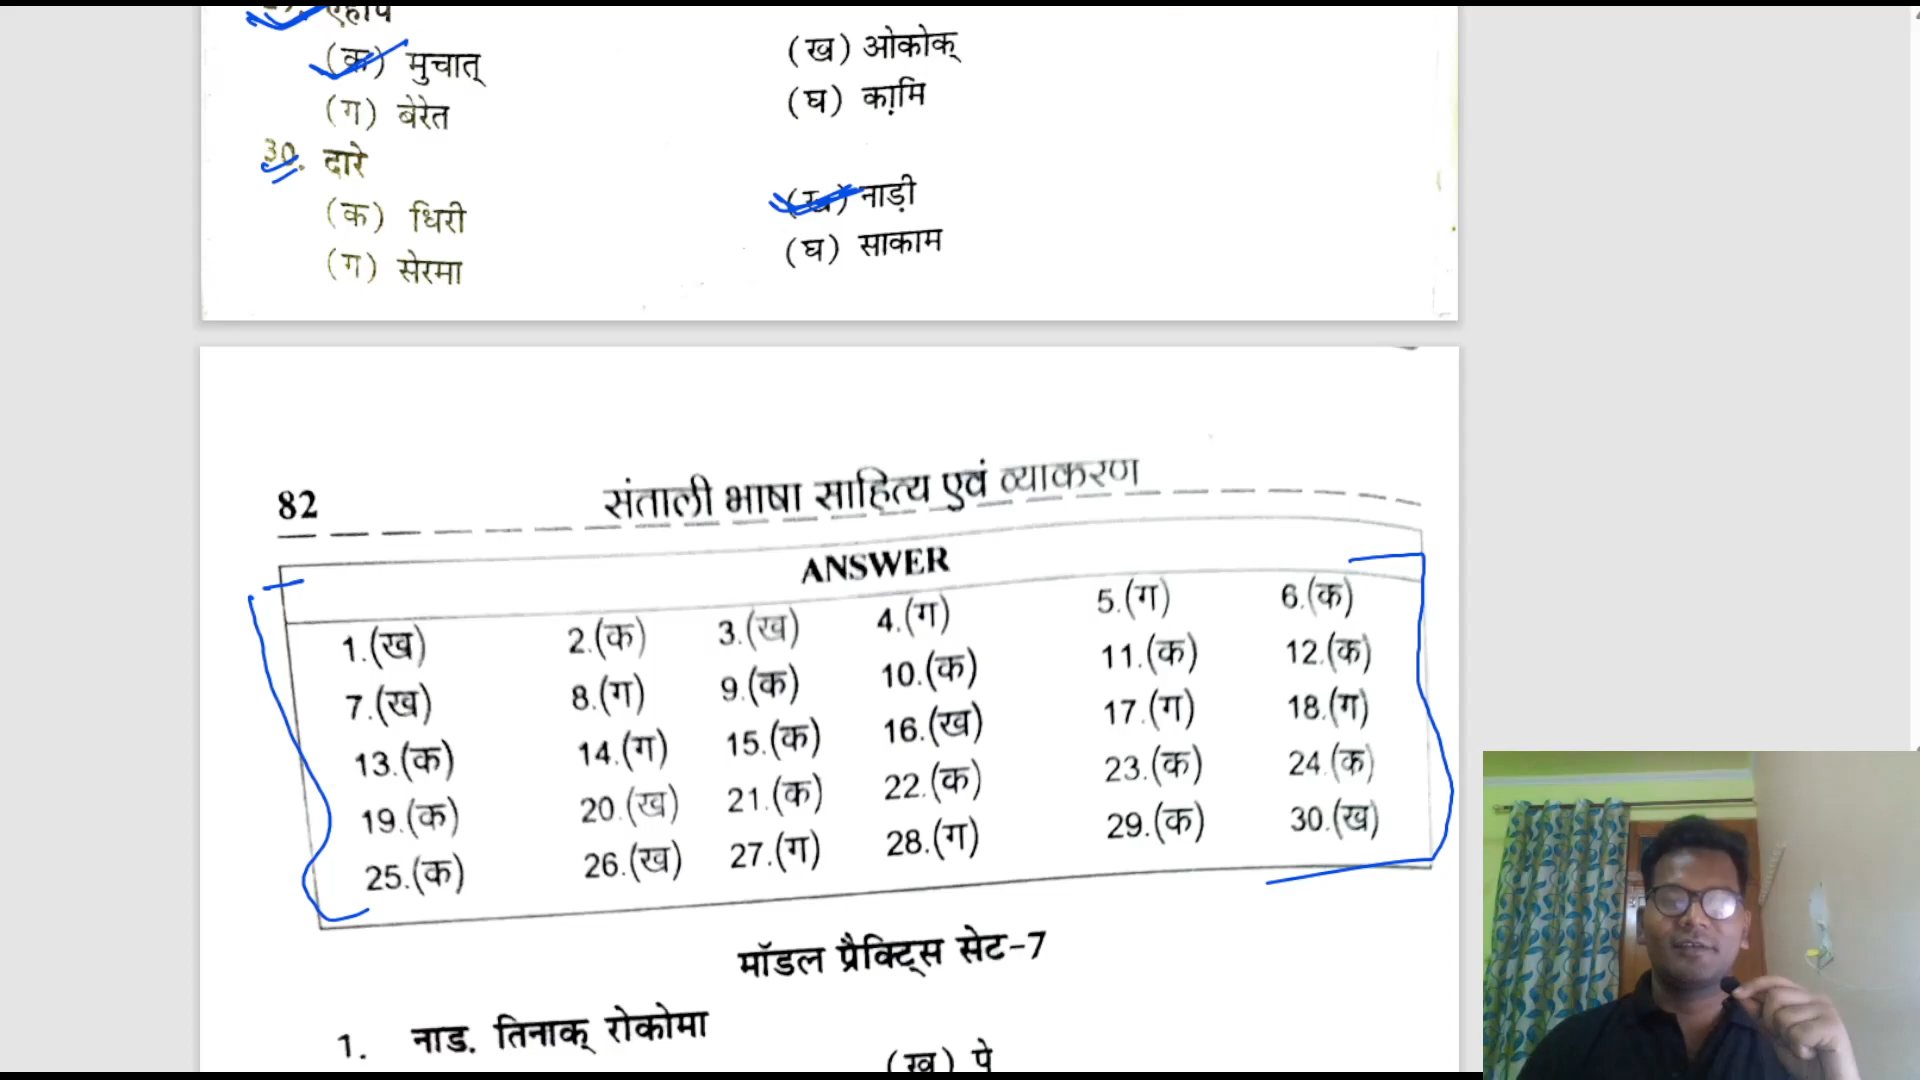 (क) मुचात् (ख) ओकोक्
(ग) बेरेत (घ) का़मि
30. दारे
(क) धिरी (ख) नाड़ी
(ग) सेरमा (घ) साकाम
82 संताली भाषा साहित्य एवं व्याकरण
ANSWER
1.(ख) 2.(क) 3.(ख) 4.(ग) 5.(ग) 6.(क)
7.(ख) 8.(ग) 9.(क) 10.(क) 11.(क) 12.(क)
13.(क) 14.(ग) 15.(क) 16.(ख) 17.(ग) 18.(ग)
19.(क) 20.(ख) 21.(क) 22.(क) 23.(क) 24.(क)
25.(क) 26.(ख) 27.(ग) 28.(ग) 29.(क) 30.(ख)
मॉडल प्रैक्ट्सि सेट-7
1. नाड. तिनाक् रोकोमा
(ख) पे